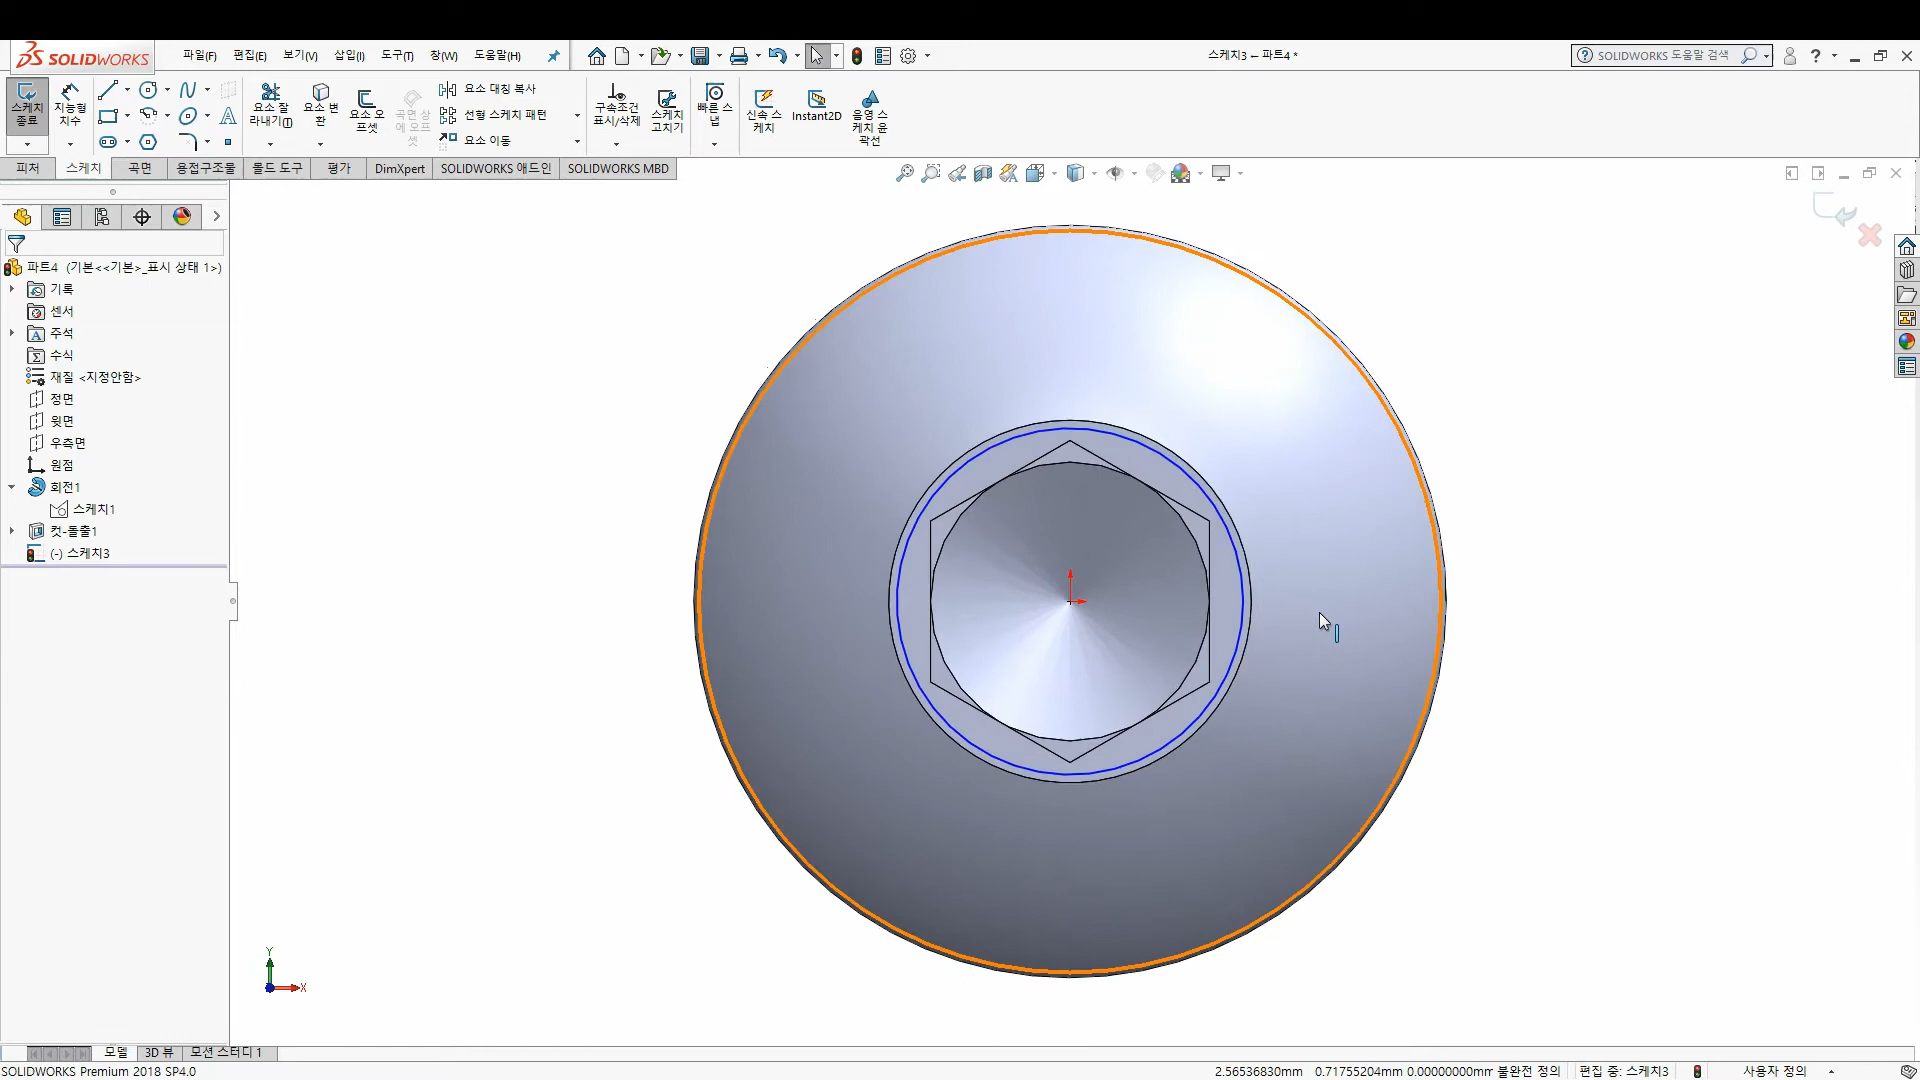 SOLIDWORKS
파일(F) 편집(E) 보기(V) 삽입(I) 도구(T) 창(W) 도움말(H)
스케치3 – 파트4 *
SOLIDWORKS 도움말 검색
스케치 종료
지능형 치수
요소 잘라내기(T)
요소 변환
요소 오프셋
곡면 상에 오프셋
요소 대칭 복사
선형 스케치 패턴
요소 이동
구속조건 표시/삭제
스케치 고치기
빠른 스냅
신속 스케치
Instant2D
음영 스케치 윤곽선
피처 스케치 곡면 용접구조물 몰드 도구 평가 DimXpert SOLIDWORKS 애드인 SOLIDWORKS MBD
파트4 (기본<<기본>_표시 상태 1>)
기록
센서
주석
수식
재질 <지정안함>
정면
윗면
우측면
원점
회전1
스케치1
컷-돌출1
(-) 스케치3
Y
X
모델 3D 뷰 모션 스터디 1
SOLIDWORKS Premium 2018 SP4.0
2.56536830mm 0.71755204mm 0.00000000mm 불완전 정의 편집 중: 스케치3 사용자 정의